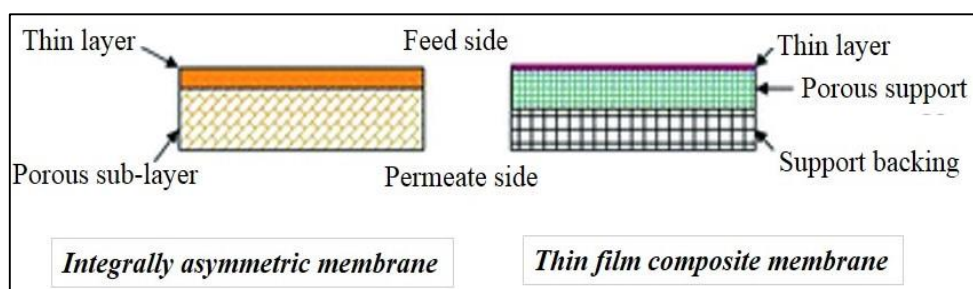 Thin layer
Feed side
Thin layer
Porous support
Porous sub-layer
Permeate side
Support backing
Integrally asymmetric membrane
Thin film composite membrane